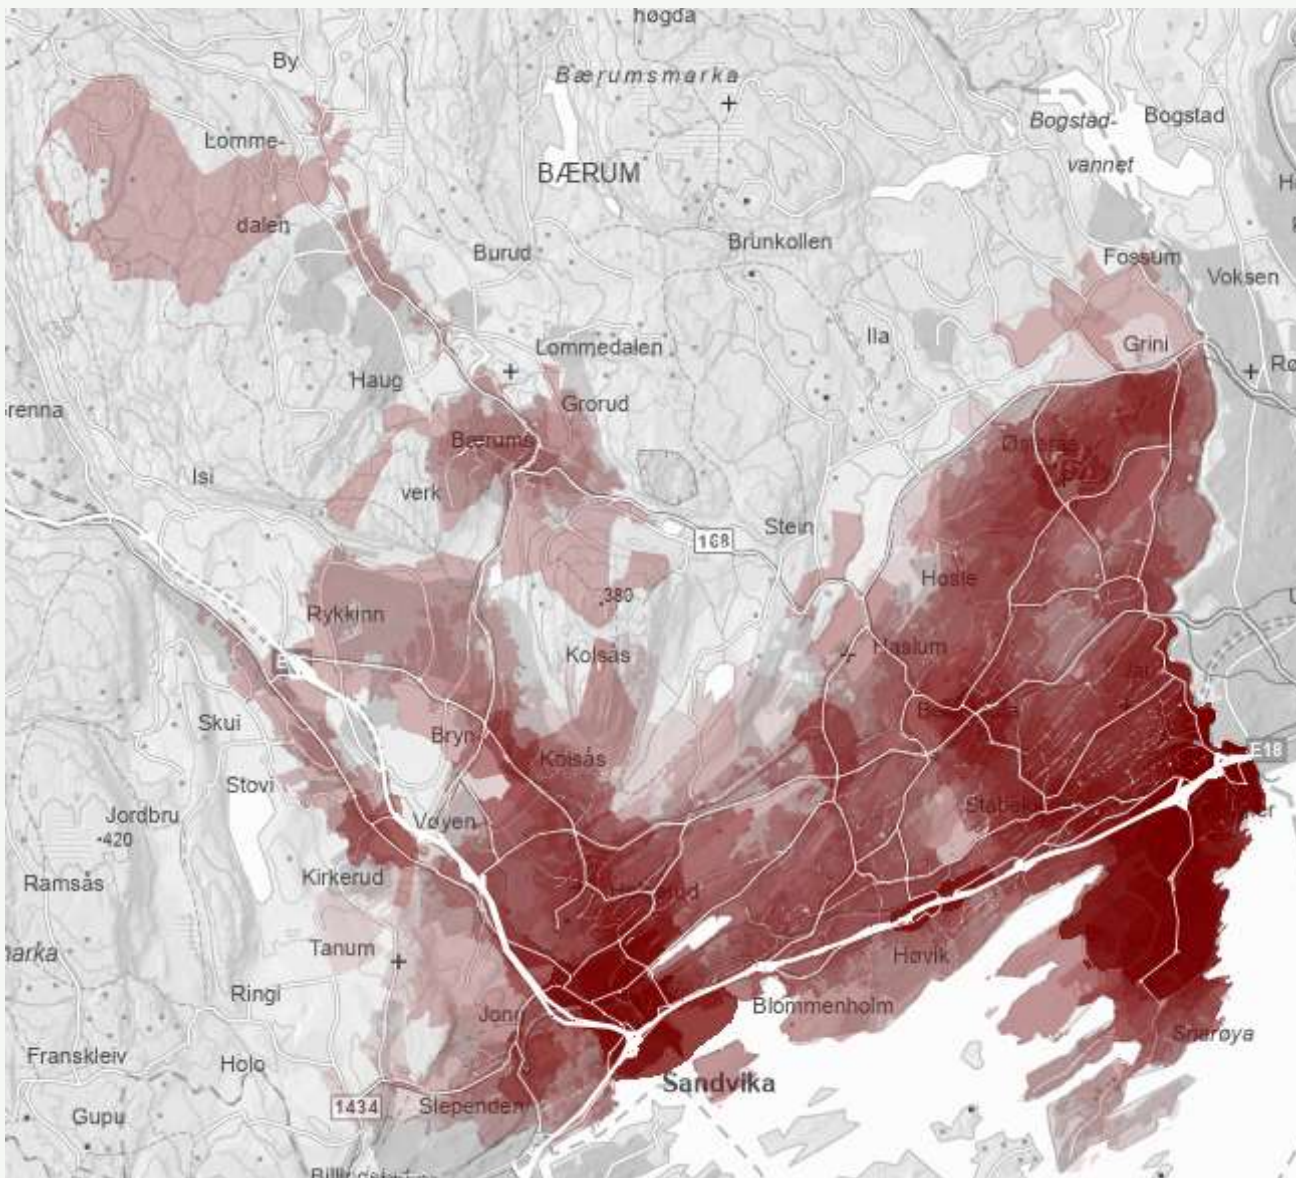 høgda
By
Bærumsmarka
Bogstad-
Bogstad
Lomme-
vannet
BÆRUM
dalen
Burud
Brunkollen
Fossum
Voksen
Ila
Lommedalen
Grini
Haug
Grorud
Bærums
verk
Isi
Stein
168
Hosle
380
Rykkinn
Kolsås
Haslum
Jar
Skui
Bryn
Kolsås
E18
Stovi
Stabekk
Jordbru
Vøyen
420
Ramsås
Kirkerud
Tanum
Høvik
Ringi
Jong
Blommenholm
Snarøya
Franskleiv
Holo
Sandvika
1434
Slependen
Gupu